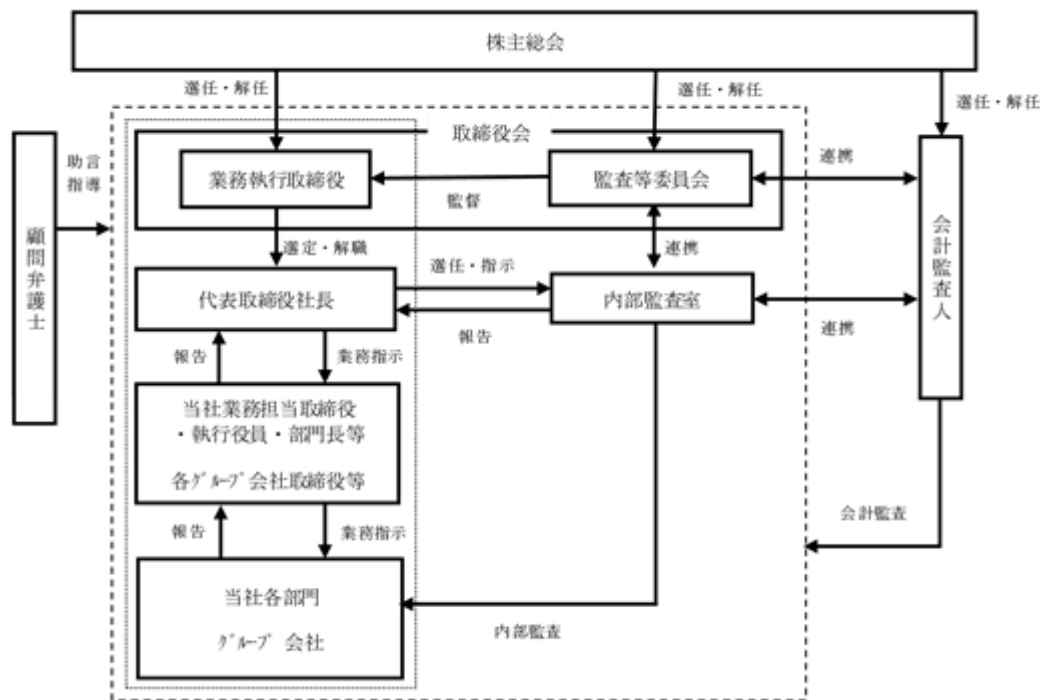 株主総会
選任・解任
選任・解任
選任・解任
取締役会
助言
指導
業務執行取締役
監査等委員会
連携
監督
顧問弁護士
会計監査人
選定・解職
連携
選任・指示
代表取締役社長
内部監査室
報告
連携
報告
業務指示
当社業務担当取締役
・執行役員・部門長等
各グループ会社取締役等
報告
業務指示
会計監査
当社各部門
グループ会社
内部監査